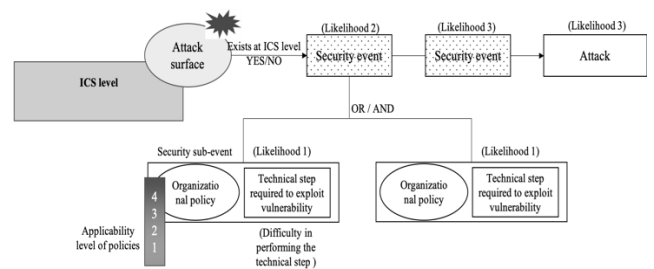 (Likelihood 2)
(Likelihood 3)
(Likelihood 3)
Attack
surface
Exists at ICS level
YES/NO
Security event
Security event
Attack
ICS level
OR / AND
Security sub-event
(Likelihood 1)
(Likelihood 1)
Organizatio
nal policy
Technical step
required to exploit
vulnerability
Organizatio
nal policy
Technical step
required to exploit
vulnerability
4
3
2
1
Applicability
level of policies
(Difficulty in
performing the
technical step )